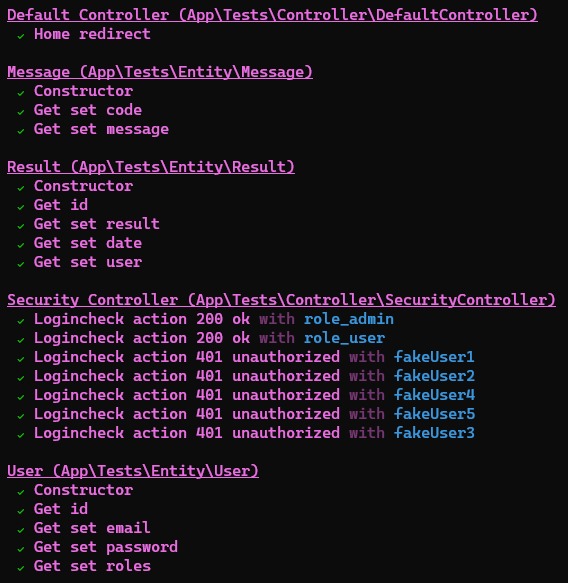 Default Controller (App\Tests\Controller\DefaultController)
✓ Home redirect
Message (App\Tests\Entity\Message)
✓ Constructor
✓ Get set code
✓ Get set message
Result (App\Tests\Entity\Result)
✓ Constructor
✓ Get id
✓ Get set result
✓ Get set date
✓ Get set user
Security Controller (App\Tests\Controller\SecurityController)
✓ Logincheck action 200 ok with role_admin
✓ Logincheck action 200 ok with role_user
✓ Logincheck action 401 unauthorized with fakeUser1
✓ Logincheck action 401 unauthorized with fakeUser2
✓ Logincheck action 401 unauthorized with fakeUser4
✓ Logincheck action 401 unauthorized with fakeUser5
✓ Logincheck action 401 unauthorized with fakeUser3
User (App\Tests\Entity\User)
✓ Constructor
✓ Get id
✓ Get set email
✓ Get set password
✓ Get set roles